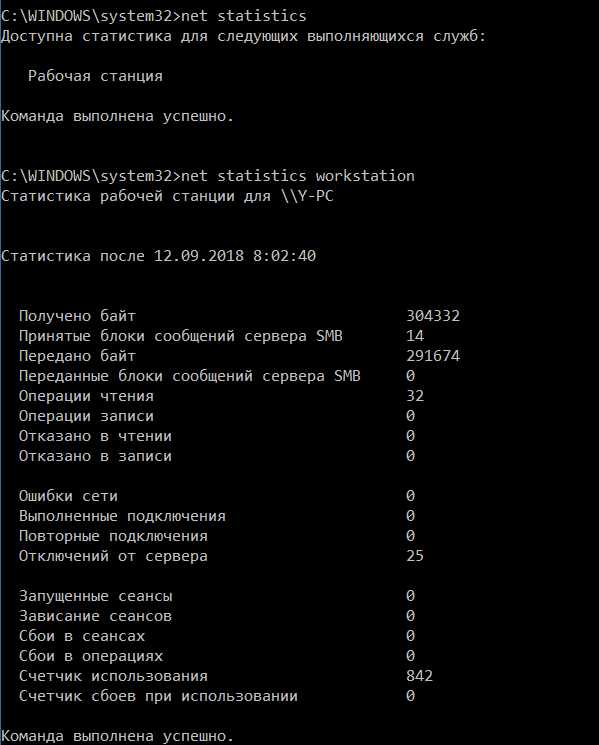 C:\WINDOWS\system32>net statistics
Доступна статистика для следующих выполняющихся служб:
Рабочая станция
Команда выполнена успешно.
C:\WINDOWS\system32>net statistics workstation
Статистика рабочей станции для \\Y-PC
Статистика после 12.09.2018 8:02:40
Получено байт 304332
Принятые блоки сообщений сервера SMB 14
Передано байт 291674
Переданные блоки сообщений сервера SMB 0
Операции чтения 32
Операции записи 0
Отказано в чтении 0
Отказано в записи 0
Ошибки сети 0
Выполненные подключения 0
Повторные подключения 0
Отключений от сервера 25
Запущенные сеансы 0
Зависание сеансов 0
Сбои в сеансах 0
Сбои в операциях 0
Счетчик использования 842
Счетчик сбоев при использовании 0
Команда выполнена успешно.